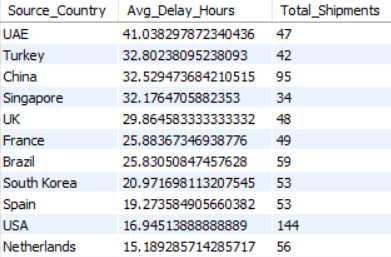 Source_Country Avg_Delay_Hours Total_Shipments
UAE 41.038297872340436 47
Turkey 32.80238095238093 42
China 32.529473684210515 95
Singapore 32.1764705882353 34
UK 29.864583333333332 48
France 25.88367346938776 49
Brazil 25.83050847457628 59
South Korea 20.971698113207545 53
Spain 19.273584905660382 53
USA 16.94513888888889 144
Netherlands 15.189285714285717 56